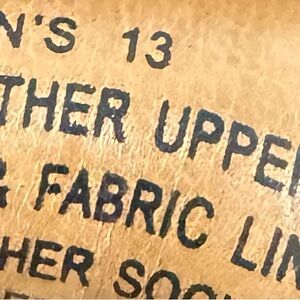 N'S 13
THER UPPE
& FABRIC LIN
HER SOC